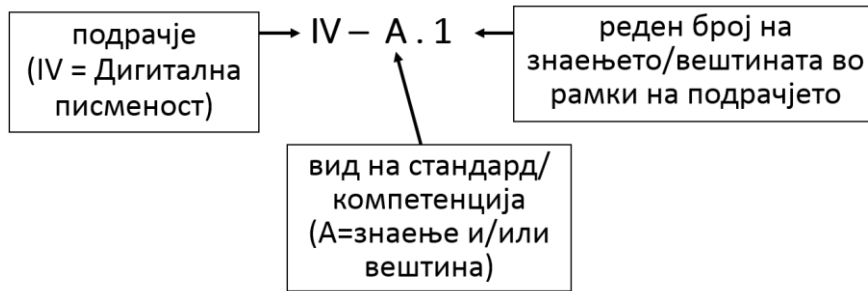 подрачје
(IV = Дигитална
писменост)
IV – А . 1
реден број на
знаењето/вештината во
рамки на подрачјето
вид на стандард/
компетенција
(А=знаење и/или
вештина)